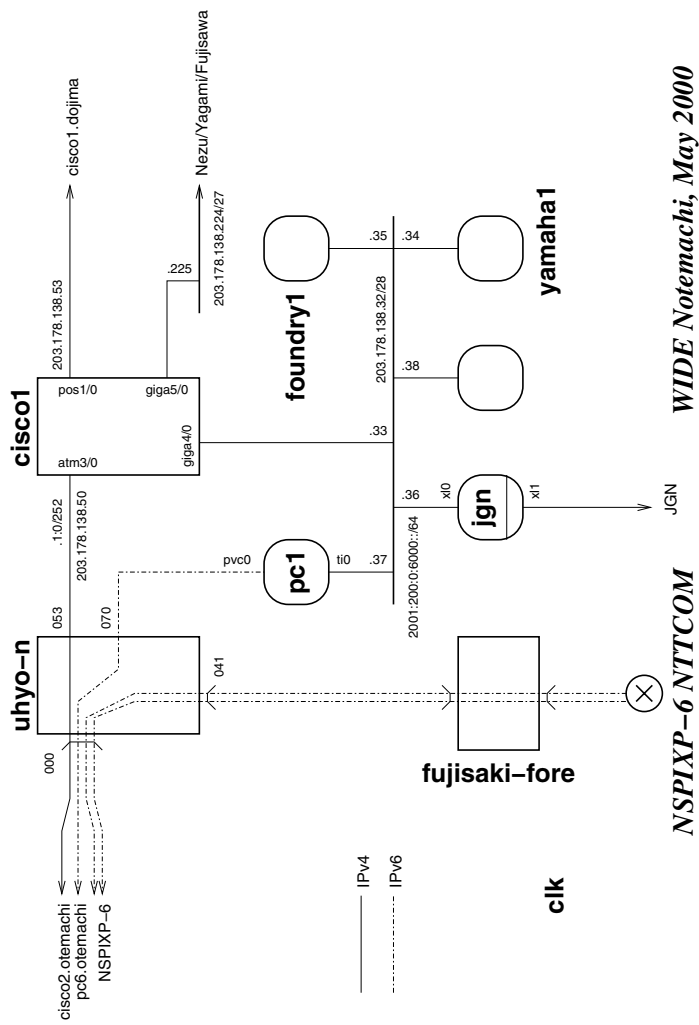 cisco2.otemachi
pc6.otemachi
NSPIXP−6
000
uhyo−n
053
070
041
.1:0/252
203.178.138.50
cisco1
atm3/0
pos1/0
giga5/0
giga4/0
203.178.138.53
cisco1.dojima
.225
Nezu/Yagami/Fujisawa
203.178.138.224/27
pvc0
pc1
ti0
.37
foundry1
.35
.34
203.178.138.32/28
.33
.38
.36
2001:200:0:6000::/64
xl0
jgn
xl1
JGN
yamaha1
fujisaki−fore
IPv4
IPv6
clk
NSPIXP−6 NTTCOM
WIDE Notemachi, May 2000